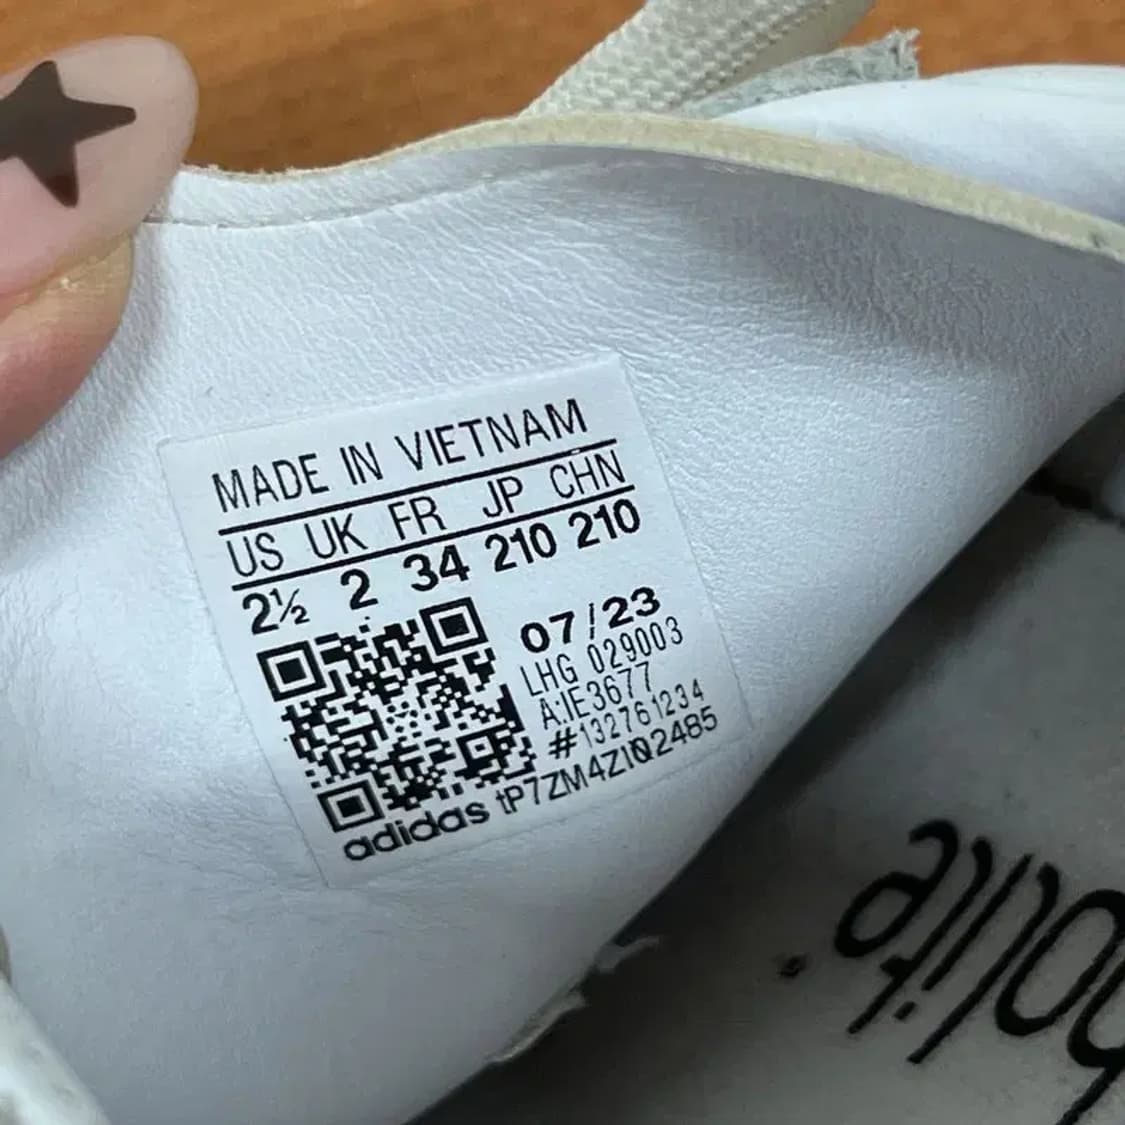 MADE IN VIETNAM
US UK FR JP CHN
2½ 2 34 210 210
07/23
LHG 029003
A:IE3677
#132761234
adidas tP7ZM4ZIQ2485